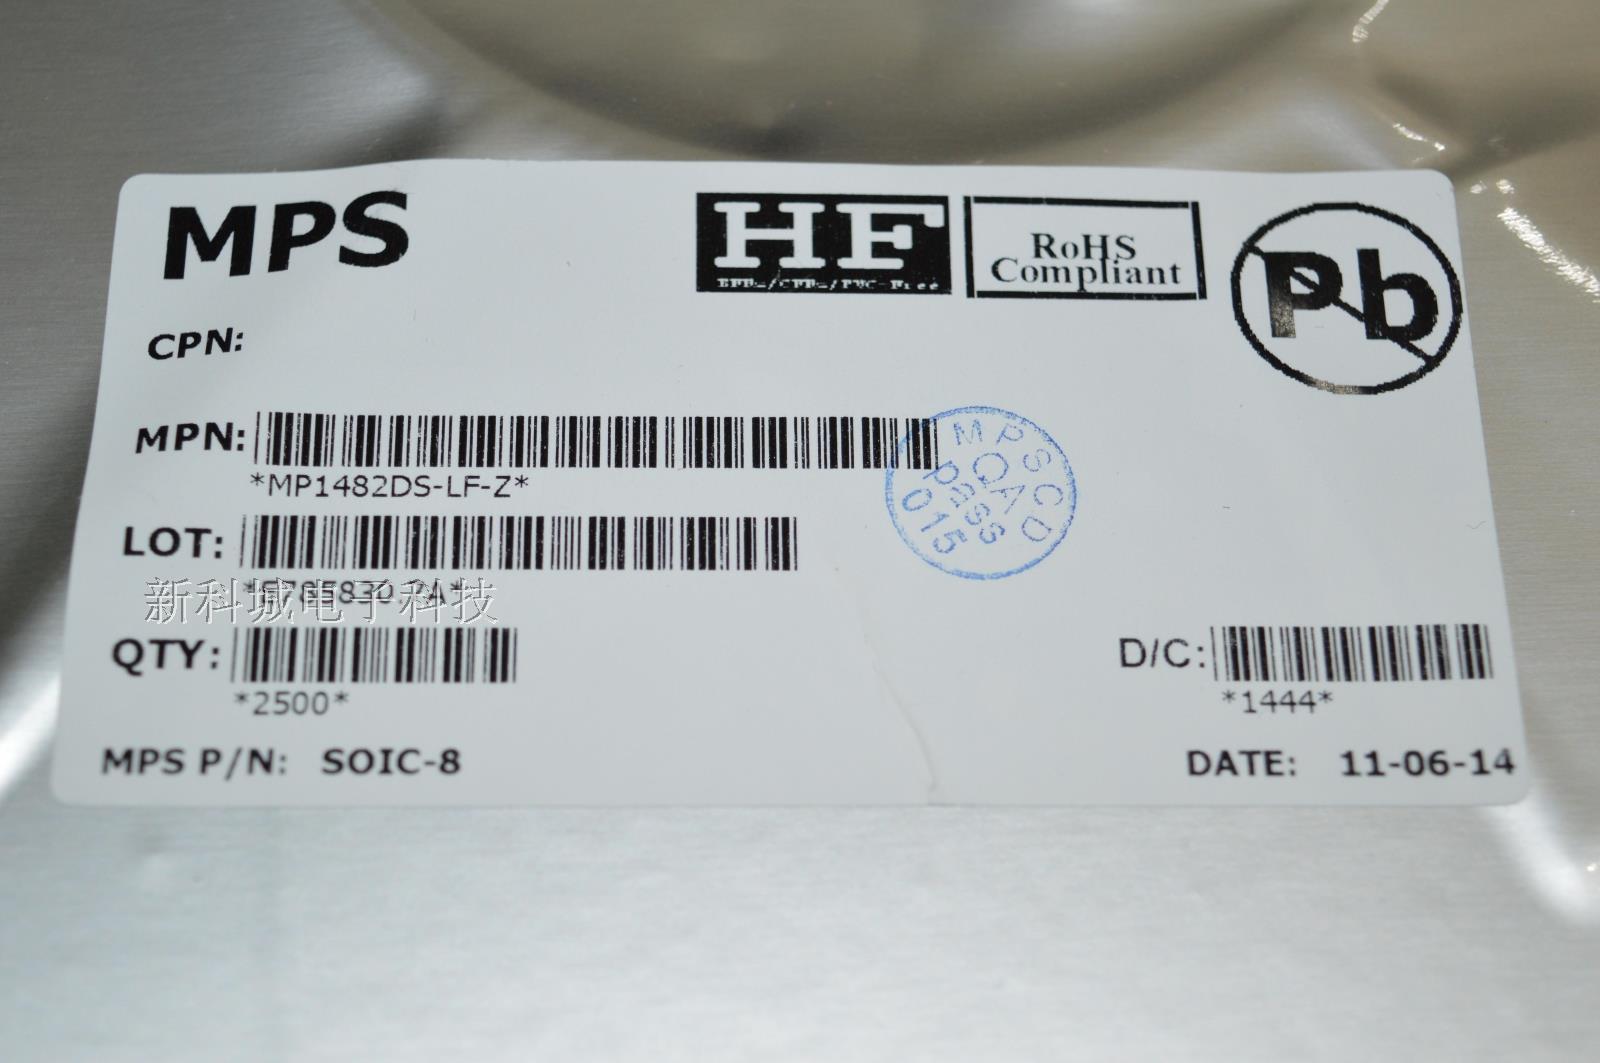 MPS
HF
RoHS
Compliant
Pb
CPN:
MPN:
*MP1482DS-LF-Z*
MPSCD
QA
Pass
015
LOT:
新科城电子科技
QTY:
*2500*
D/C:
*1444*
MPS P/N: SOIC-8
DATE: 11-06-14